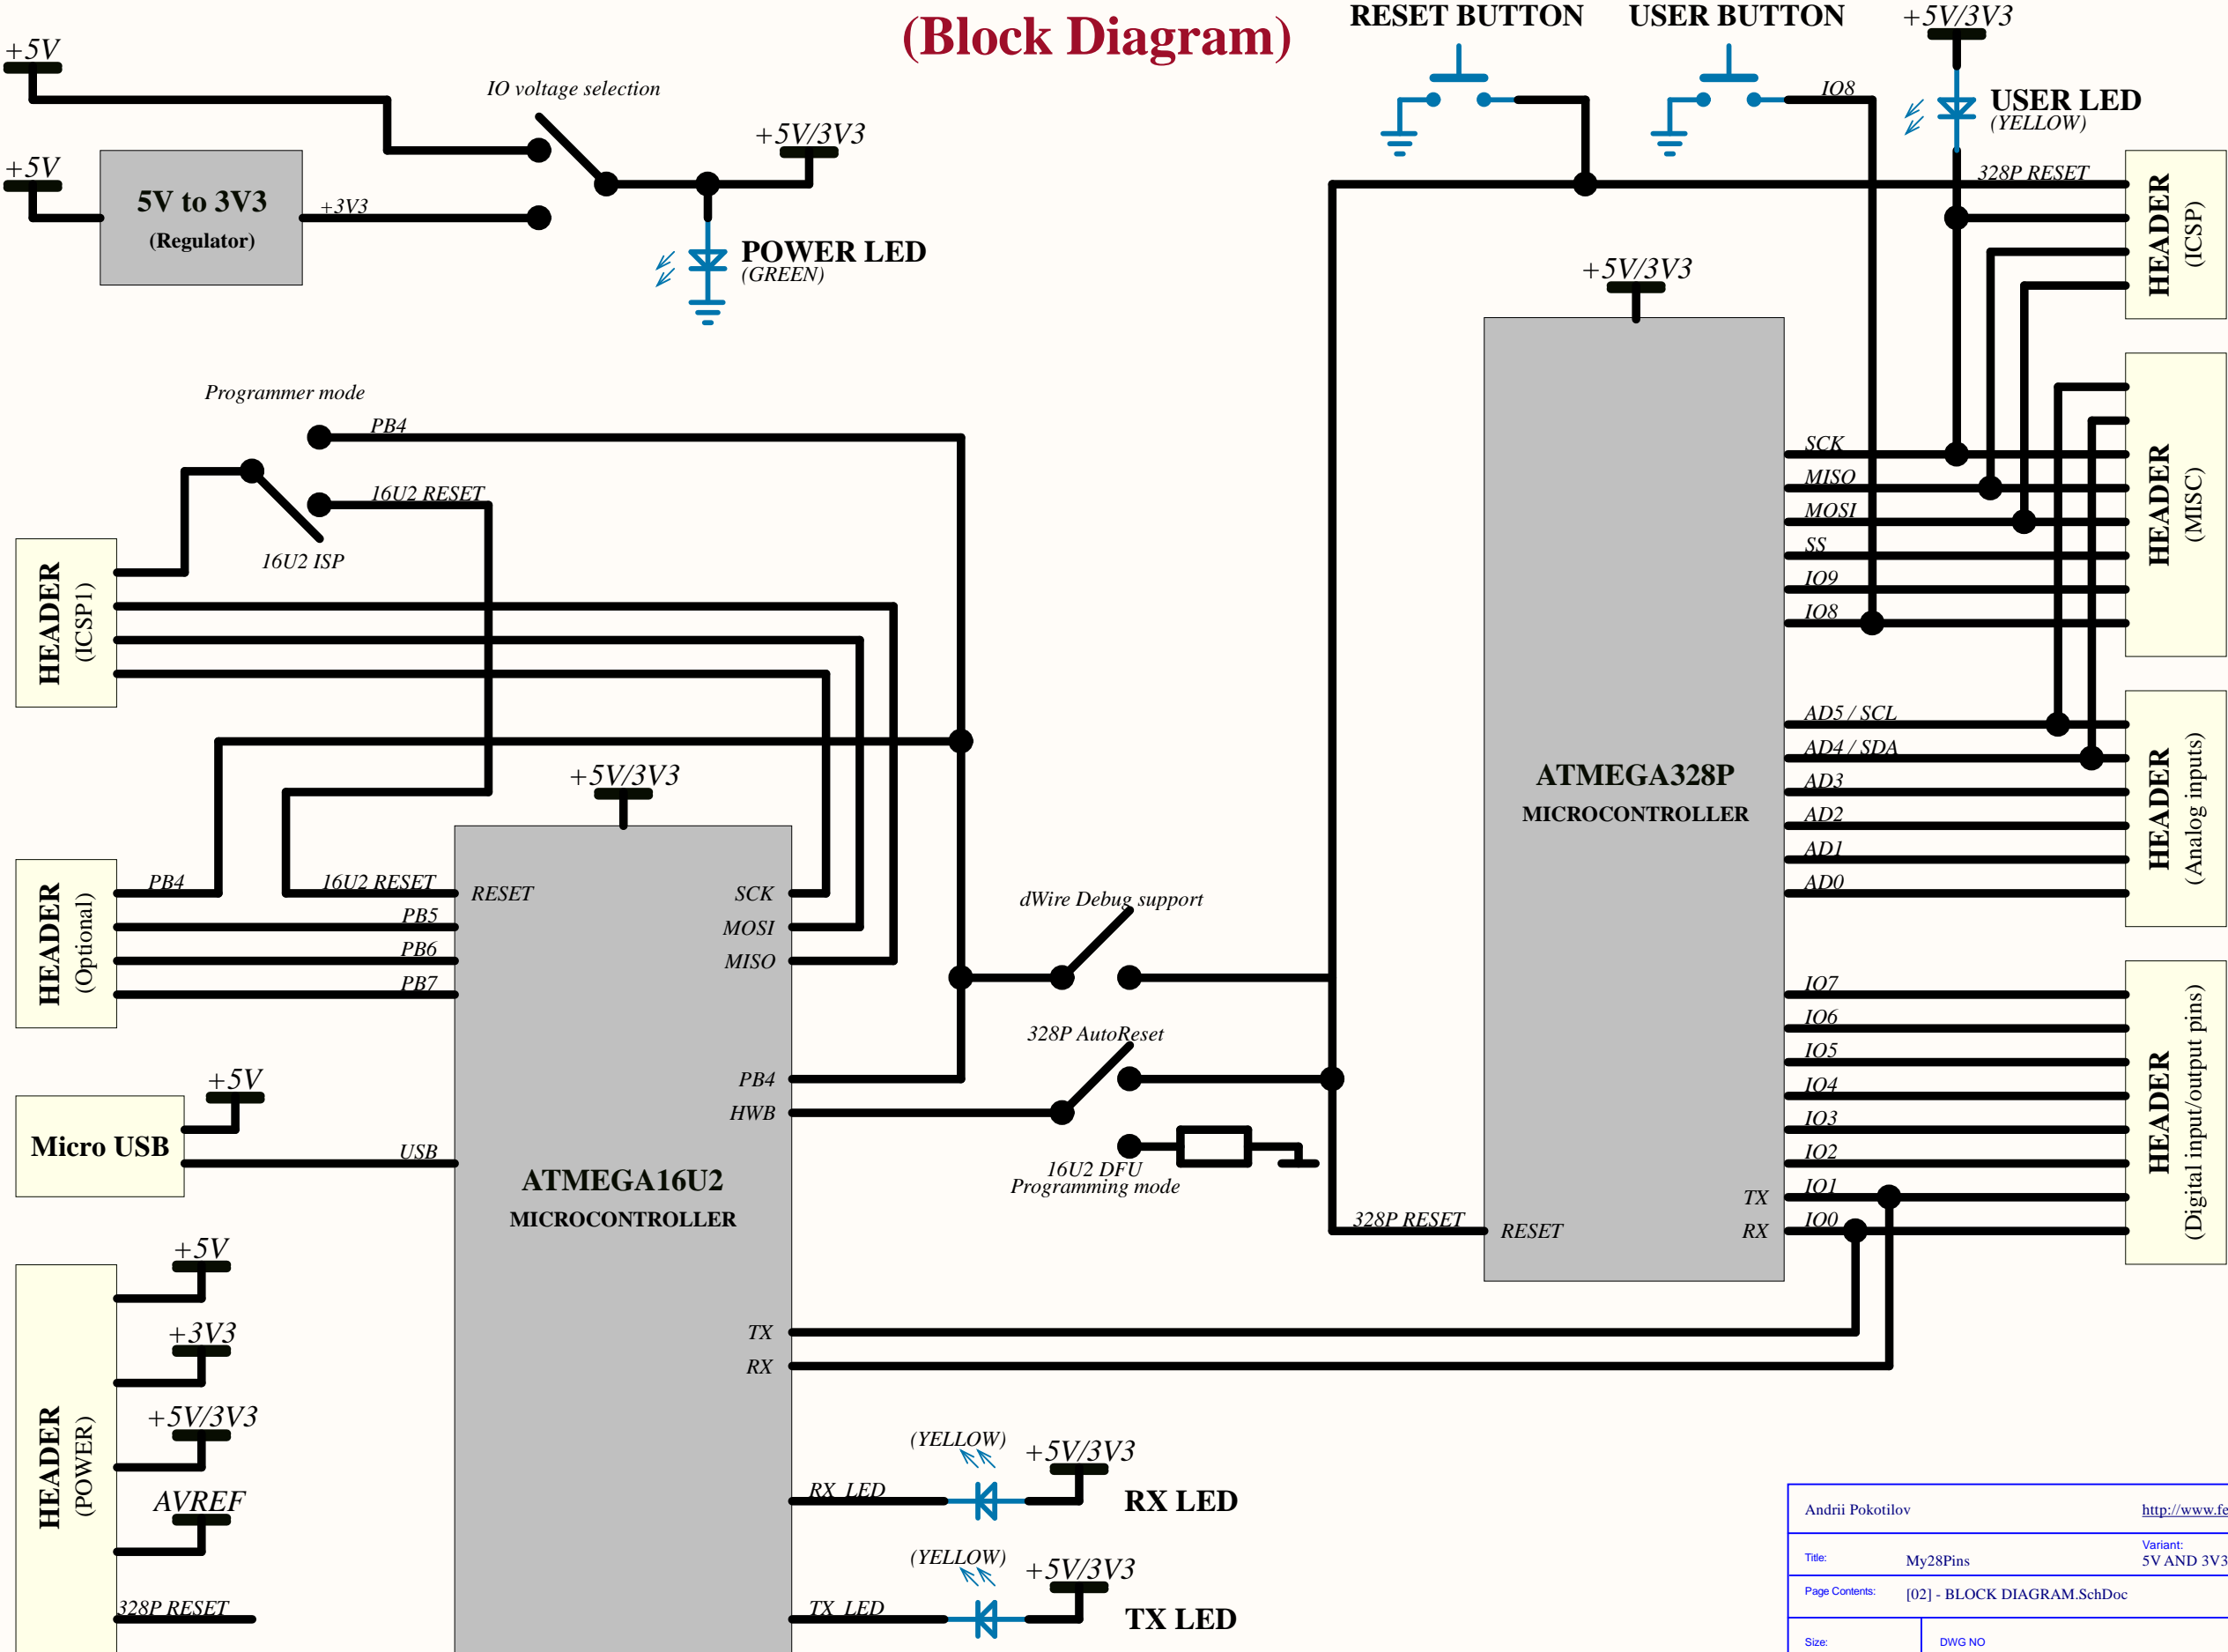 (Block Diagram)
RESET BUTTON
USER BUTTON
+5V/3V3
+5V
IO voltage selection
IO8
USER LED
(YELLOW)
+5V/3V3
+5V
5V to 3V3
(Regulator)
+3V3
328P RESET
HEADER
(ICSP)
POWER LED
(GREEN)
+5V/3V3
Programmer mode
PB4
16U2 RESET
16U2 ISP
HEADER
(ICSP1)
SCK
MISO
MOSI
SS
IO9
IO8
HEADER
(MISC)
AD5 / SCL
AD4 / SDA
AD3
AD2
AD1
AD0
HEADER
(Analog inputs)
ATMEGA328P
MICROCONTROLLER
+5V/3V3
HEADER
(Optional)
PB4
16U2 RESET
PB5
PB6
PB7
RESET
SCK
MOSI
MISO
dWire Debug support
328P AutoReset
PB4
HWB
16U2 DFU
Programming mode
+5V
Micro USB
USB
ATMEGA16U2
MICROCONTROLLER
IO7
IO6
IO5
IO4
IO3
IO2
IO1
IO0
TX
RX
HEADER
(Digital input/output pins)
328P RESET
RESET
+5V
+3V3
+5V/3V3
AVREF
328P RESET
HEADER
(POWER)
TX
RX
(YELLOW)
+5V/3V3
RX LED
RX LED
(YELLOW)
+5V/3V3
TX LED
TX LED
Andrii Pokotilov
http://www.fe
Title:
My28Pins
Variant:
5V AND 3V3
Page Contents:
[02] - BLOCK DIAGRAM.SchDoc
Size:
DWG NO